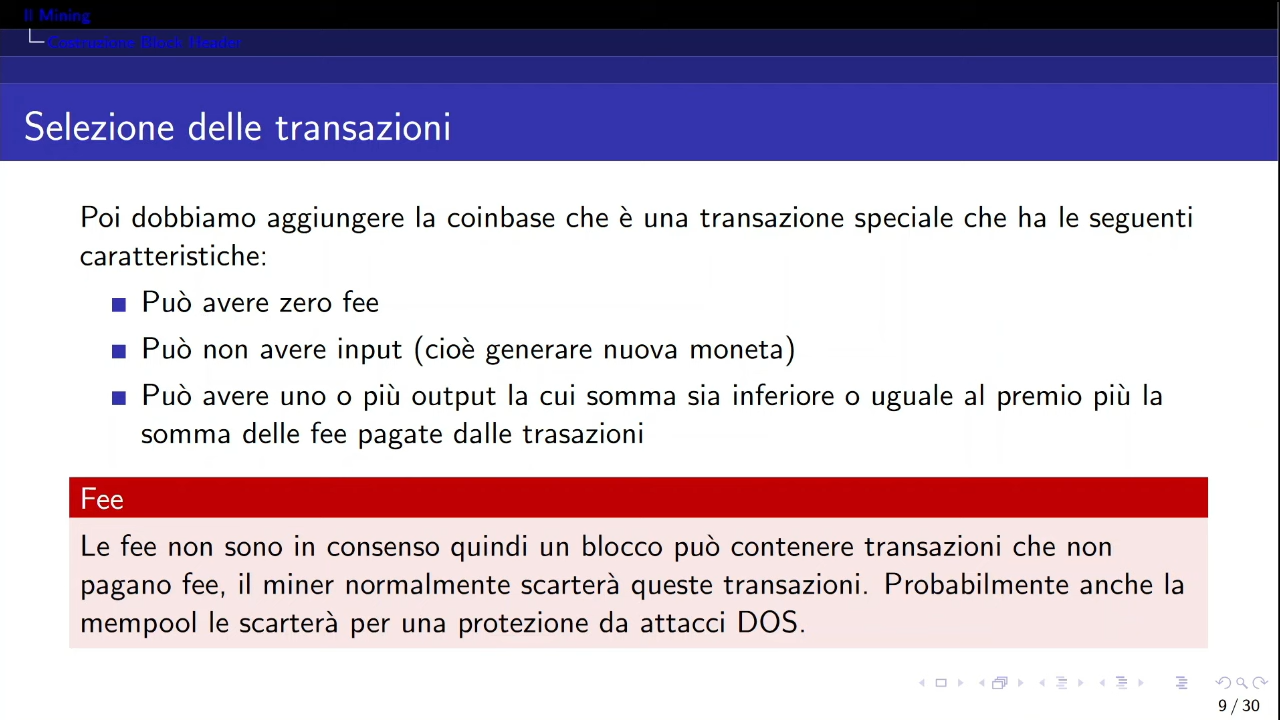 Il Mining
Costruzione Block Header
Selezione delle transazioni
Poi dobbiamo aggiungere la coinbase che è una transazione speciale che ha le seguenti
caratteristiche:
Può avere zero fee
Può non avere input (cioè generare nuova moneta)
Può avere uno o più output la cui somma sia inferiore o uguale al premio più la
somma delle fee pagate dalle trasazioni
Fee
Le fee non sono in consenso quindi un blocco può contenere transazioni che non
pagano fee, il miner normalmente scarterà queste transazioni. Probabilmente anche la
mempool le scarterà per una protezione da attacci DOS.
9 / 30